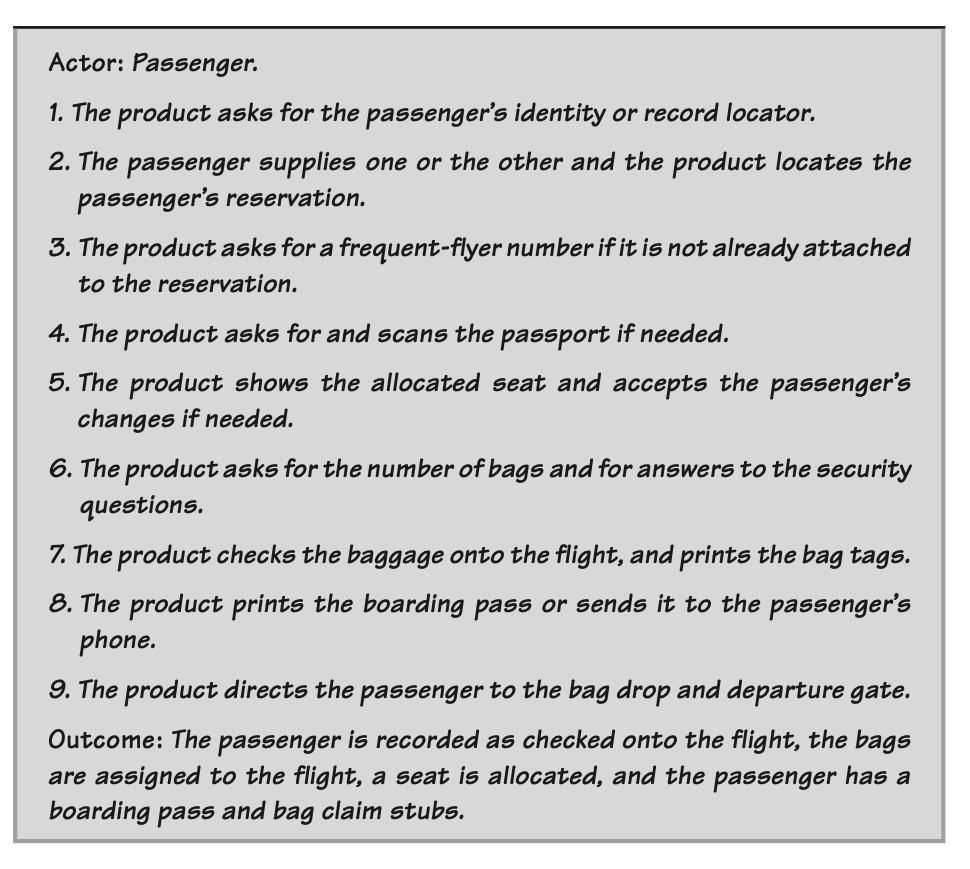 Actor: Passenger.
1. The product asks for the passenger’s identity or record locator.
2. The passenger supplies one or the other and the product locates the
passenger’s reservation.
3. The product asks for a frequent-flyer number if it is not already attached
to the reservation.
4. The product asks for and scans the passport if needed.
5. The product shows the allocated seat and accepts the passenger’s
changes if needed.
6. The product asks for the number of bags and for answers to the security
questions.
7. The product checks the baggage onto the flight, and prints the bag tags.
8. The product prints the boarding pass or sends it to the passenger’s
phone.
9. The product directs the passenger to the bag drop and departure gate.
Outcome: The passenger is recorded as checked onto the flight, the bags
are assigned to the flight, a seat is allocated, and the passenger has a
boarding pass and bag claim stubs.